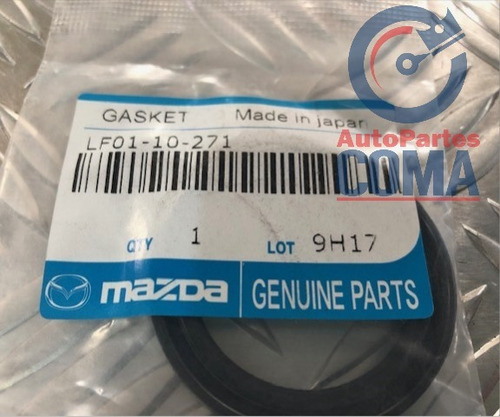 GASKET Made in japan
LF01-10-271
QTY 1 LOT 9H17
mazda GENUINE PARTS
AutoPartes
COMA